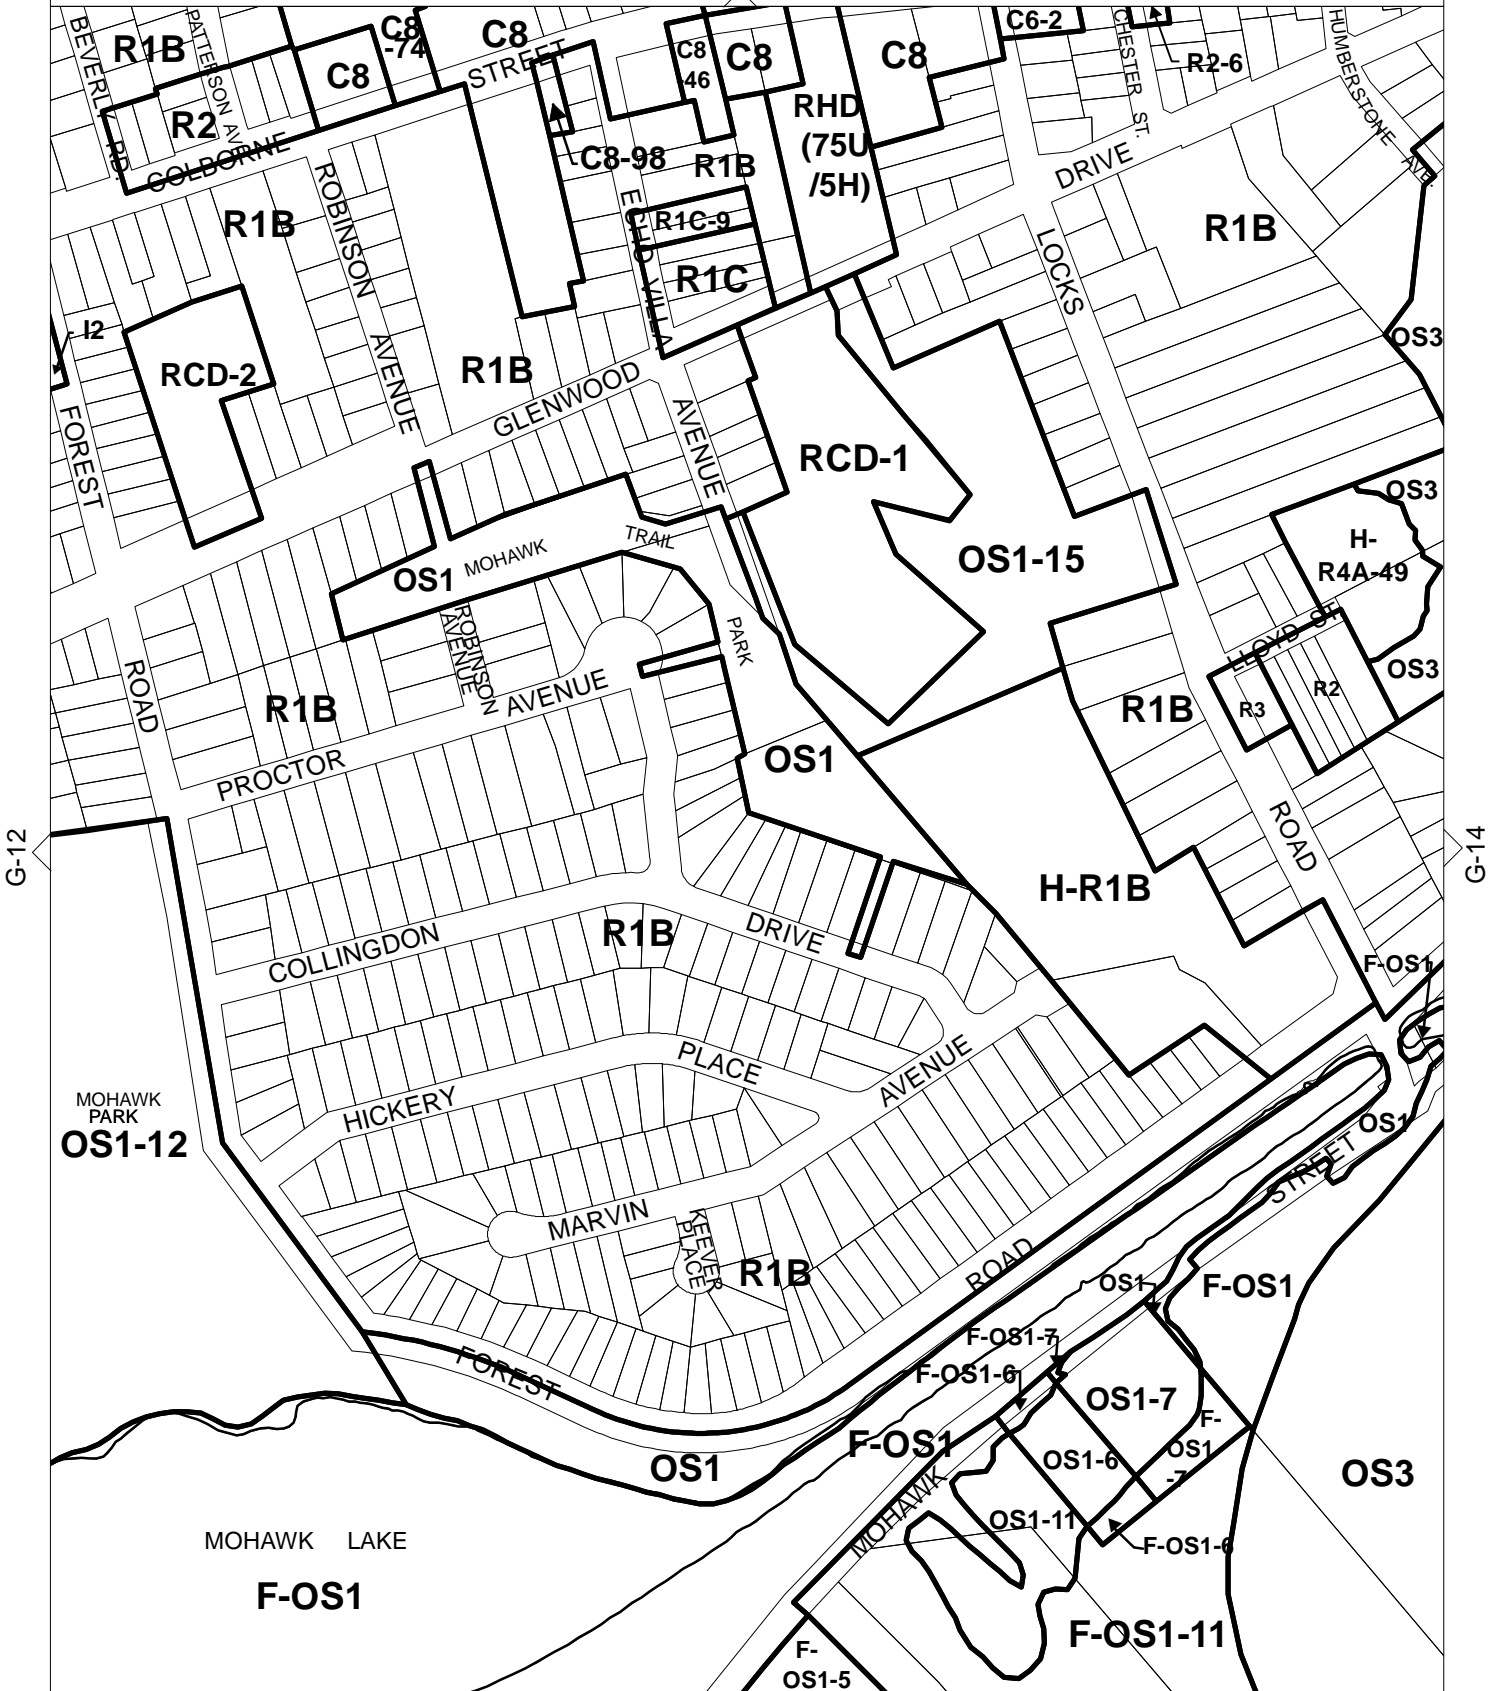 BEVERLY RD.
R1B
PATTERSON AVE
C8
-74
C8
STREET
C8
C8
-46
C8
C6-2
C8
CHESTER ST.
R2-6
HUMBERSTONE AVE.
R2
COLBORNE
C8-98
R1B
RHD
(75U
/5H)
DRIVE
R1B
ROBINSON
AVENUE
ECHO VILLA
AVENUE
R1C-9
R1C
LOCKS
R1B
I2
RCD-2
R1B
OS3
FOREST
GLENWOOD
RCD-1
OS3
OS1
MOHAWK
TRAIL
OS1-15
H-
R4A-49
ROBINSON
AVENUE
PARK
LLOYD ST.
ROAD
R1B
AVENUE
R1B
R3
R2
OS3
PROCTOR
OS1
ROAD
G-12
G-14
H-R1B
COLLINGDON
R1B
DRIVE
F-OS1
PLACE
AVENUE
HICKERY
MOHAWK
PARK
OS1-12
OS1
STREET
MARVIN
KEEVER
PLACE
R1B
ROAD
OS1
F-OS1
F-OS1-7
F-OS1-6
FOREST
OS1-7
F-
OS1
-7
F-OS1
OS1
OS1-6
OS3
MOHAWK
OS1-11
F-OS1-6
MOHAWK LAKE
F-OS1
F-OS1-11
F-
OS1-5